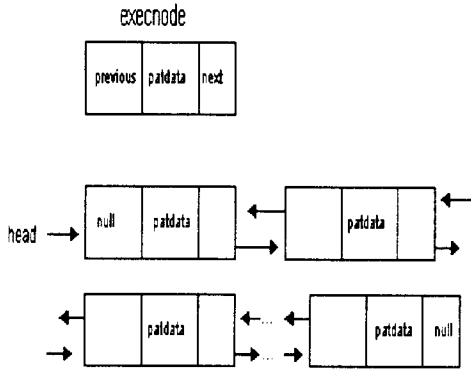 execnode
previous patdata next
null patdata patdata
head
patdata ... patdata null
...